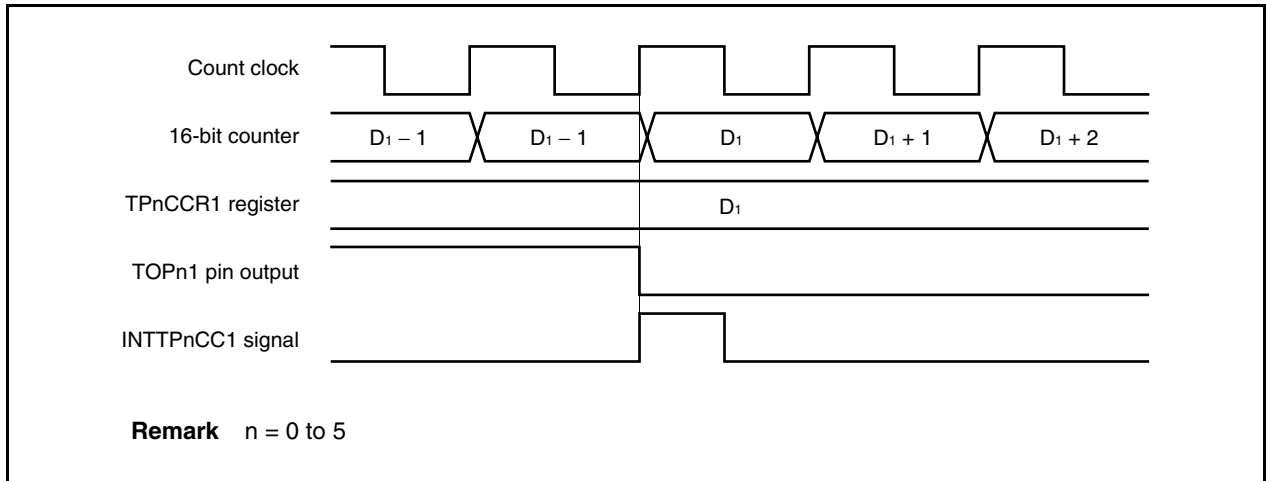 Count clock
16-bit counter D₁ − 1 D₁ − 1 D₁ D₁ + 1 D₁ + 2
TPnCCR1 register D₁
TOPn1 pin output
INTTPnCC1 signal
Remark n = 0 to 5